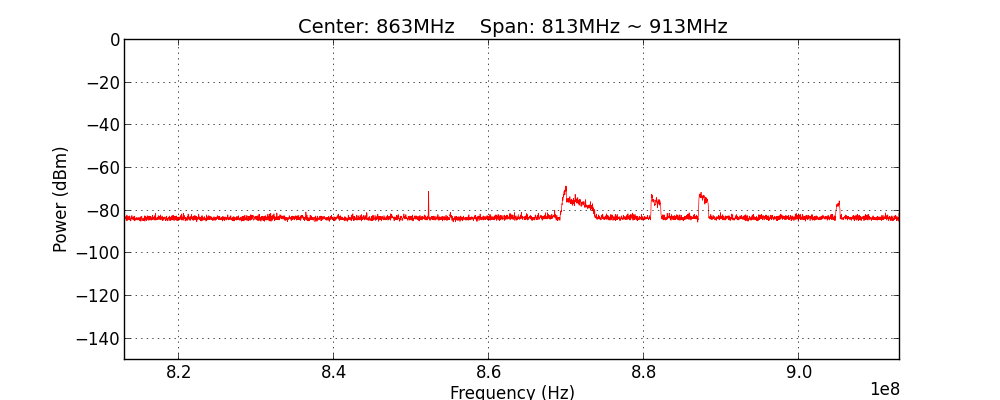 Center: 863MHz    Span: 813MHz ~ 913MHz
0
−20
−40
−60
−80
−100
−120
−140
Power (dBm)
8.2 8.4 8.6 8.8 9.0
1e8
Frequency (Hz)